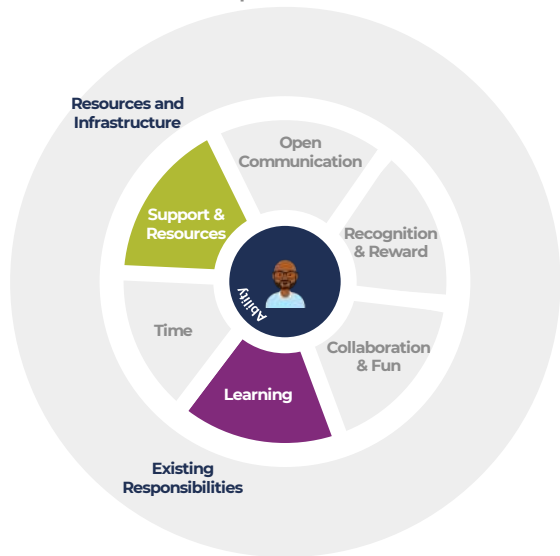 Resources and
Infrastructure
Open
Communication
Support &
Resources
Recognition
& Reward
Ability
Time
Collaboration
& Fun
Learning
Existing
Responsibilities